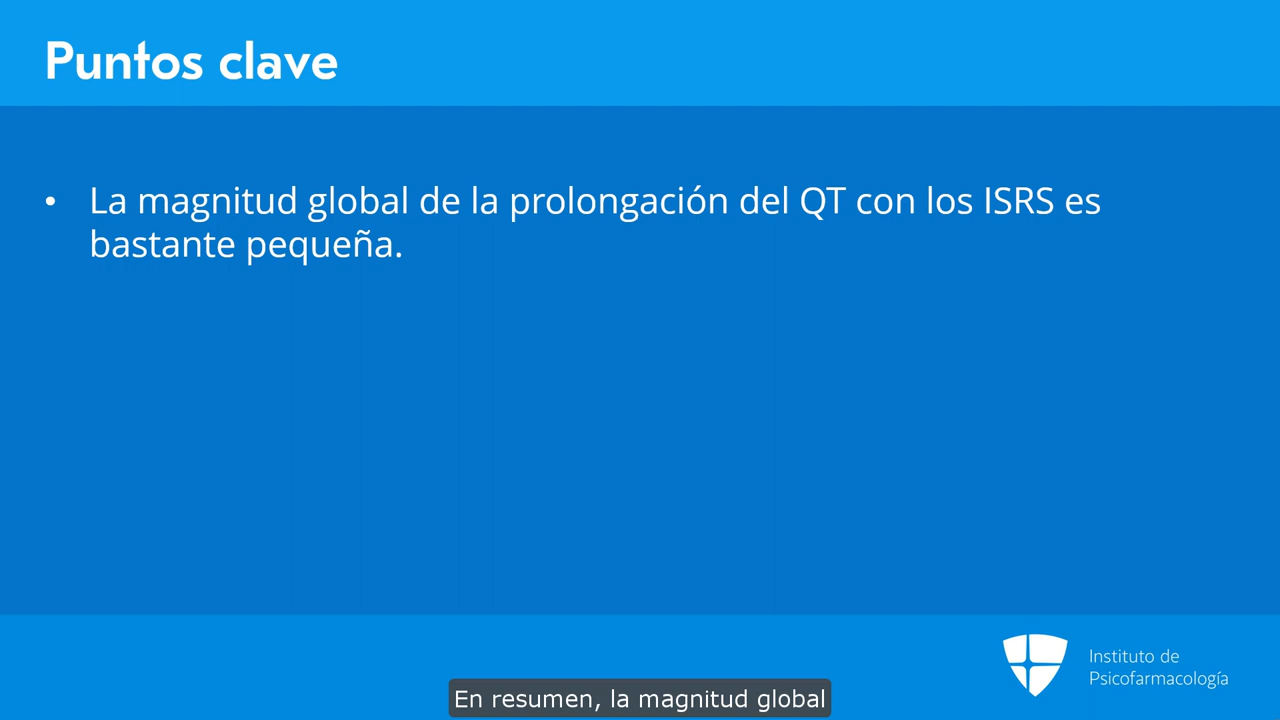 Puntos clave
• La magnitud global de la prolongación del QT con los ISRS es
bastante pequeña.
Instituto de
Psicofarmacología
En resumen, la magnitud global